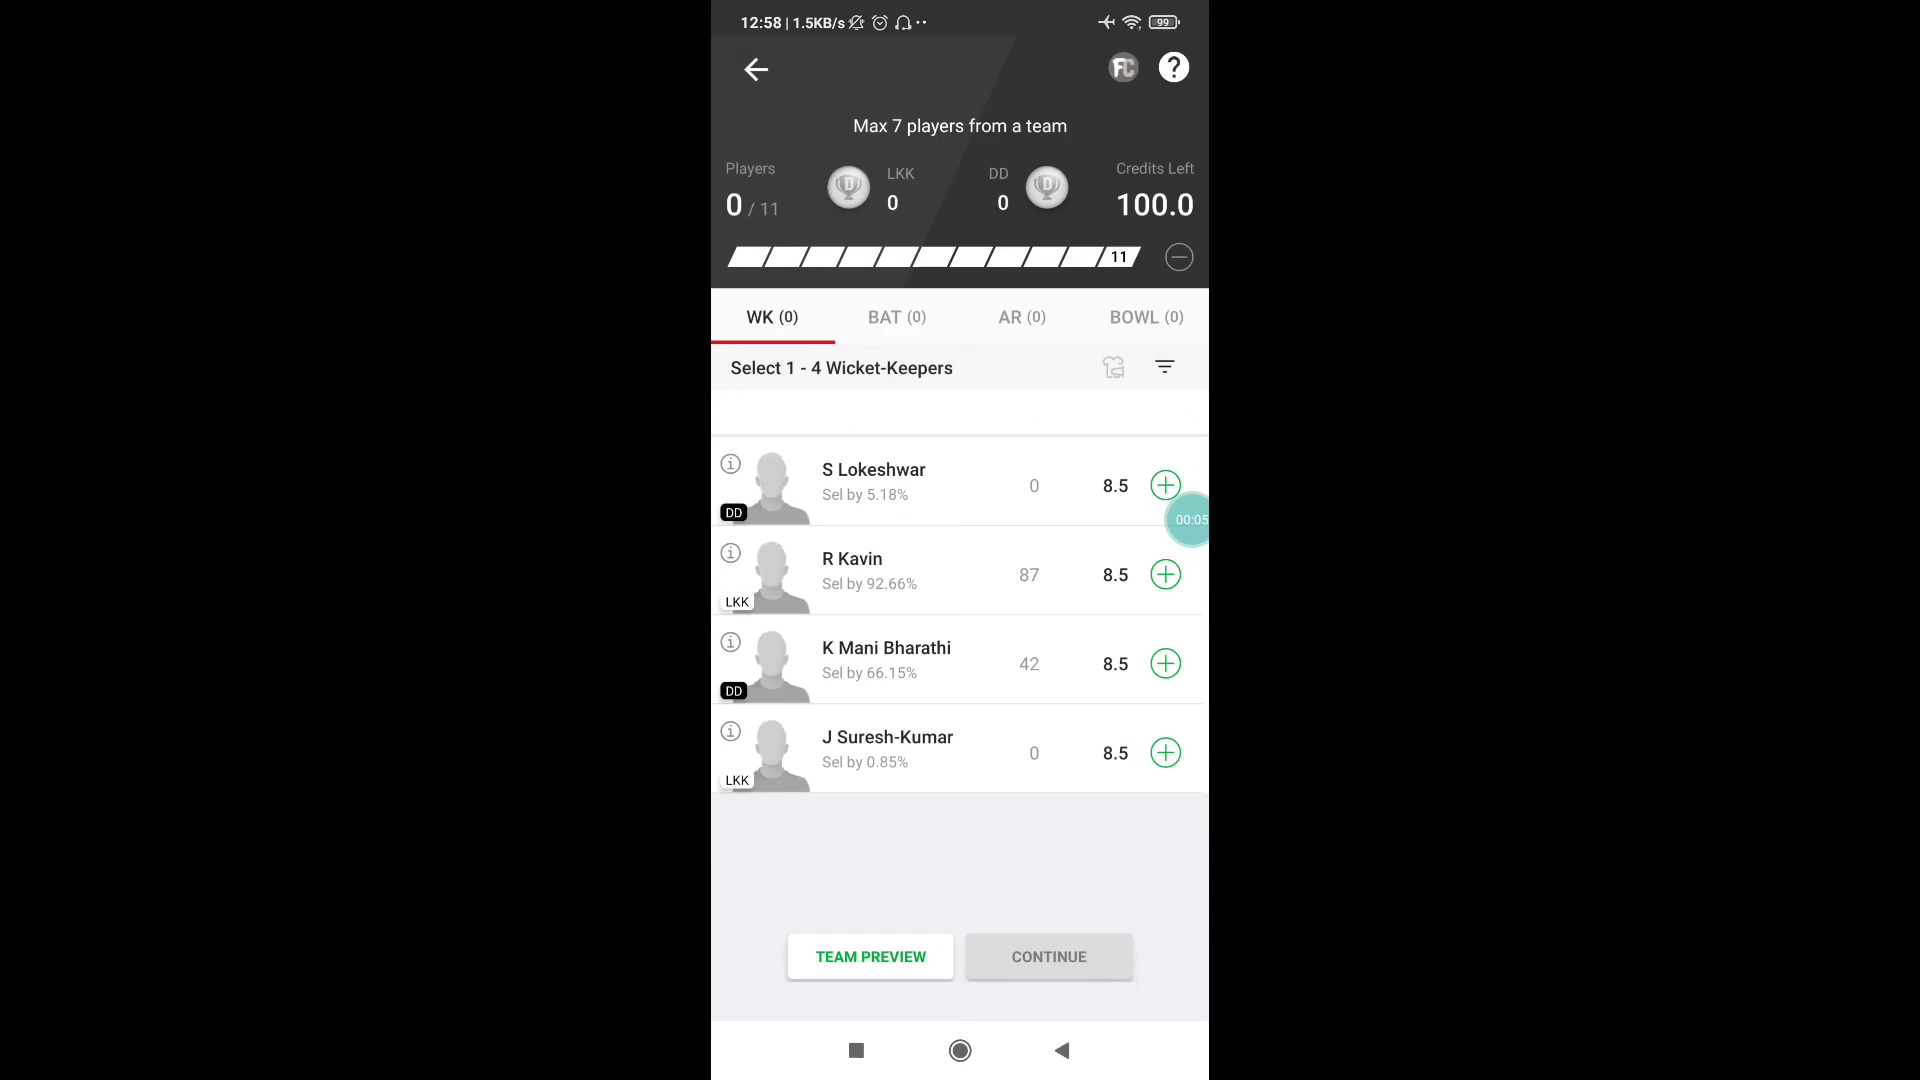 12:58 | 1.5KB/s 99
FC ?
Max 7 players from a team
Players LKK DD Credits Left
0 / 11 D 0 0 D 100.0
11
WK (0) BAT (0) AR (0) BOWL (0)
Select 1 - 4 Wicket-Keepers
S Lokeshwar
Sel by 5.18%
0 8.5
DD
00:05
R Kavin
Sel by 92.66%
87 8.5
LKK
K Mani Bharathi
Sel by 66.15%
42 8.5
DD
J Suresh-Kumar
Sel by 0.85%
0 8.5
LKK
TEAM PREVIEW CONTINUE